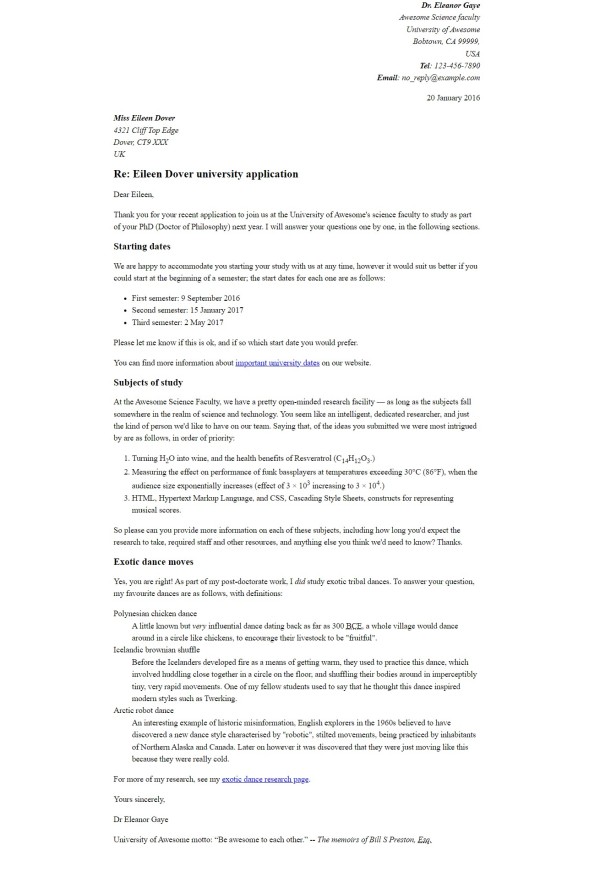 Dr. Eleanor Gaye
Awesome Science faculty
University of Awesome
Bobtown, CA 99999,
USA
Tel: 123-456-7890
Email: no_reply@example.com
20 January 2016
Miss Eileen Dover
4321 Cliff Top Edge
Dover, CT9 XXX
UK
Re: Eileen Dover university application
Dear Eileen,
Thank you for your recent application to join us at the University of Awesome's science faculty to study as part
of your PhD (Doctor of Philosophy) next year. I will answer your questions one by one, in the following sections.
Starting dates
We are happy to accommodate you starting your study with us at any time, however it would suit us better if you
could start at the beginning of a semester; the start dates for each one are as follows:
• First semester: 9 September 2016
• Second semester: 15 January 2017
• Third semester: 2 May 2017
Please let me know if this is ok, and if so which start date you would prefer.
You can find more information about important university dates on our website.
Subjects of study
At the Awesome Science Faculty, we have a pretty open-minded research facility — as long as the subjects fall
somewhere in the realm of science and technology. You seem like an intelligent, dedicated researcher, and just
the kind of person we'd like to have on our team. Saying that, of the ideas you submitted we were most intrigued
by are as follows, in order of priority:
1. Turning H₂O into wine, and the health benefits of Resveratrol (C₁₄H₁₂O₃.)
2. Measuring the effect on performance of funk bassplayers at temperatures exceeding 30°C (86°F), when the
audience size exponentially increases (effect of 3 × 10³ increasing to 3 × 10⁴.)
3. HTML, Hypertext Markup Language, and CSS, Cascading Style Sheets, constructs for representing
musical scores.
So please can you provide more information on each of these subjects, including how long you'd expect the
research to take, required staff and other resources, and anything else you think we'd need to know? Thanks.
Exotic dance moves
Yes, you are right! As part of my post-doctorate work, I did study exotic tribal dances. To answer your question,
my favourite dances are as follows, with definitions:
Polynesian chicken dance
A little known but very influential dance dating back as far as 300 BCE, a whole village would dance
around in a circle like chickens, to encourage their livestock to be "fruitful".
Icelandic brownian shuffle
Before the Icelanders developed fire as a means of getting warm, they used to practice this dance, which
involved huddling close together in a circle on the floor, and shuffling their bodies around in imperceptibly
tiny, very rapid movements. One of my fellow students used to say that he thought this dance inspired
modern styles such as Twerking.
Arctic robot dance
An interesting example of historic misinformation, English explorers in the 1960s believed to have
discovered a new dance style characterised by "robotic", stilted movements, being practiced by inhabitants
of Northern Alaska and Canada. Later on however it was discovered that they were just moving like this
because they were really cold.
For more of my research, see my exotic dance research page.
Yours sincerely,
Dr Eleanor Gaye
University of Awesome motto: “Be awesome to each other.” -- The memoirs of Bill S Preston, Esq.